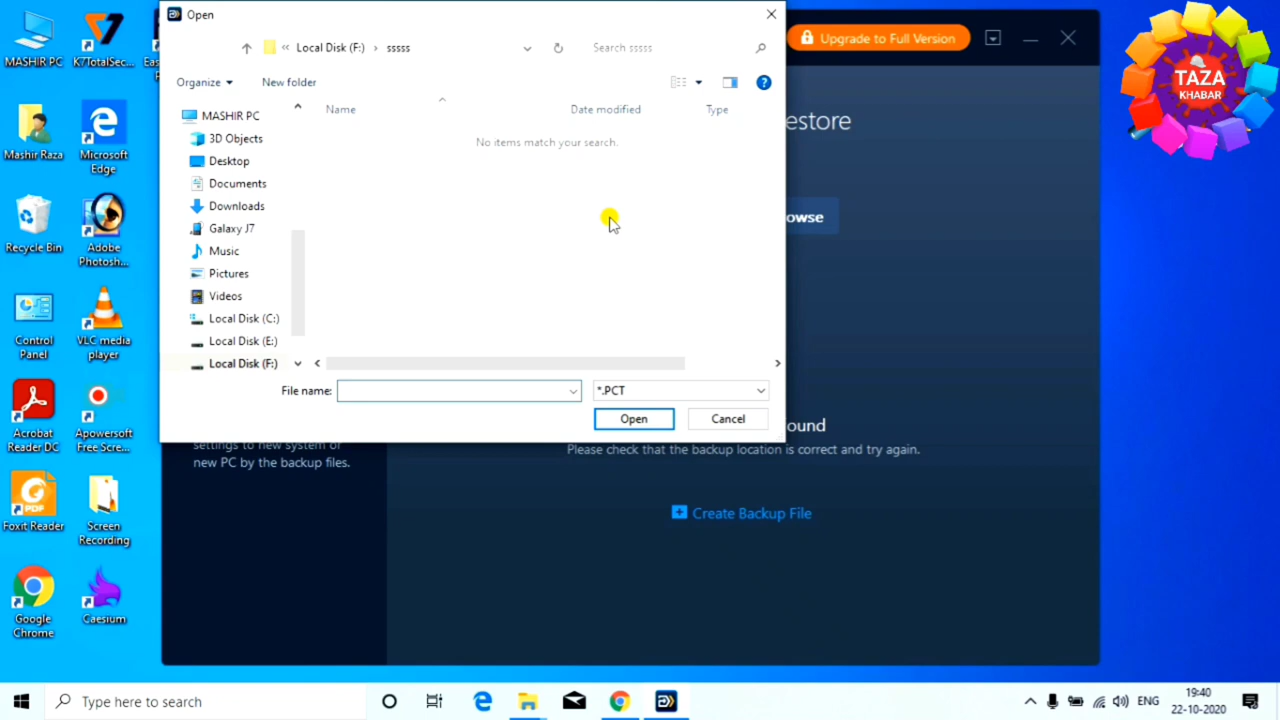 Open
Local Disk (F:) › sssss
Search sssss
Organize
New folder
MASHIR PC
3D Objects
Desktop
Documents
Downloads
Galaxy J7
Music
Pictures
Videos
Local Disk (C:)
Local Disk (E:)
Local Disk (F:)
Name
Date modified
Type
No items match your search.
File name:
*.PCT
Open
Cancel
Upgrade to Full Version
estore
owse
ound
Please check that the backup location is correct and try again.
Create Backup File
settings to new system or
new PC by the backup files.
TAZA
KHABAR
MASHIR PC
K7TotalSec...
Mashir Raza
Microsoft
Edge
Recycle Bin
Adobe
Photosh...
Control
Panel
VLC media
player
Acrobat
Reader DC
Apowersoft
Free Scre...
Foxit Reader
Screen
Recording
Google
Chrome
Caesium
Type here to search
ENG
19:40
22-10-2020